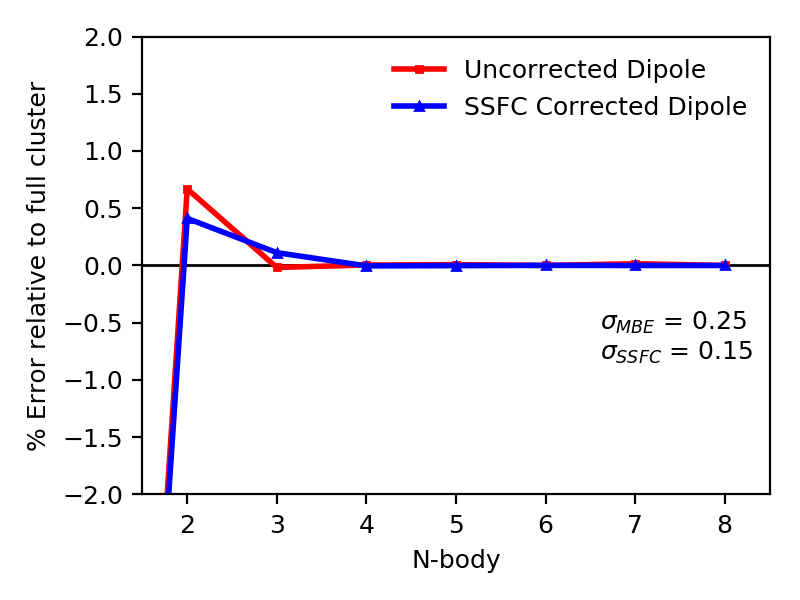 2.0
1.5
1.0
0.5
0.0
−0.5
−1.0
−1.5
−2.0
% Error relative to full cluster
Uncorrected Dipole
SSFC Corrected Dipole
σMBE = 0.25
σSSFC = 0.15
2 3 4 5 6 7 8
N-body